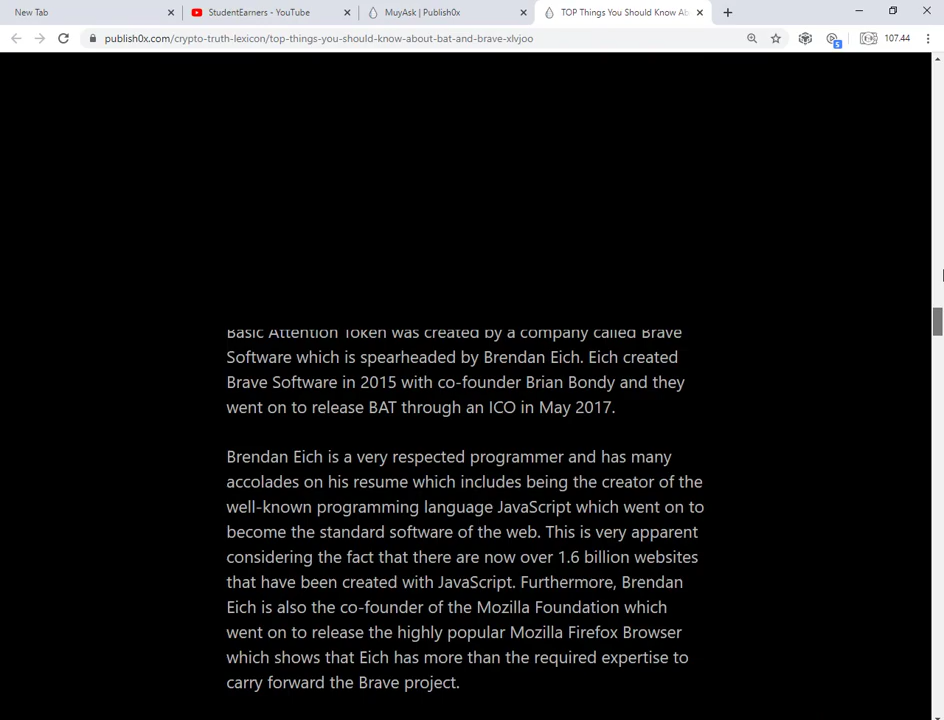 New Tab
StudentEarners - YouTube
MuyAsk | Publish0x
TOP Things You Should Know Ab
publish0x.com/crypto-truth-lexicon/top-things-you-should-know-about-bat-and-brave-xlvjoo
5
107.44
Basic Attention Token was created by a company called Brave
Software which is spearheaded by Brendan Eich. Eich created
Brave Software in 2015 with co-founder Brian Bondy and they
went on to release BAT through an ICO in May 2017.
Brendan Eich is a very respected programmer and has many
accolades on his resume which includes being the creator of the
well-known programming language JavaScript which went on to
become the standard software of the web. This is very apparent
considering the fact that there are now over 1.6 billion websites
that have been created with JavaScript. Furthermore, Brendan
Eich is also the co-founder of the Mozilla Foundation which
went on to release the highly popular Mozilla Firefox Browser
which shows that Eich has more than the required expertise to
carry forward the Brave project.